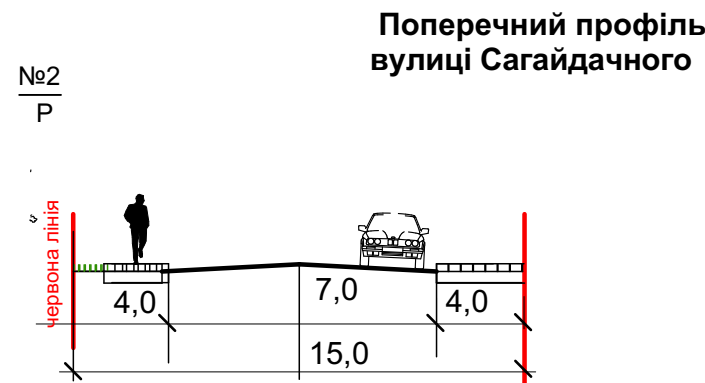 Поперечний профіль
вулиці Сагайдачного
№2
Р
червона лінія
4,0
7,0
4,0
15,0